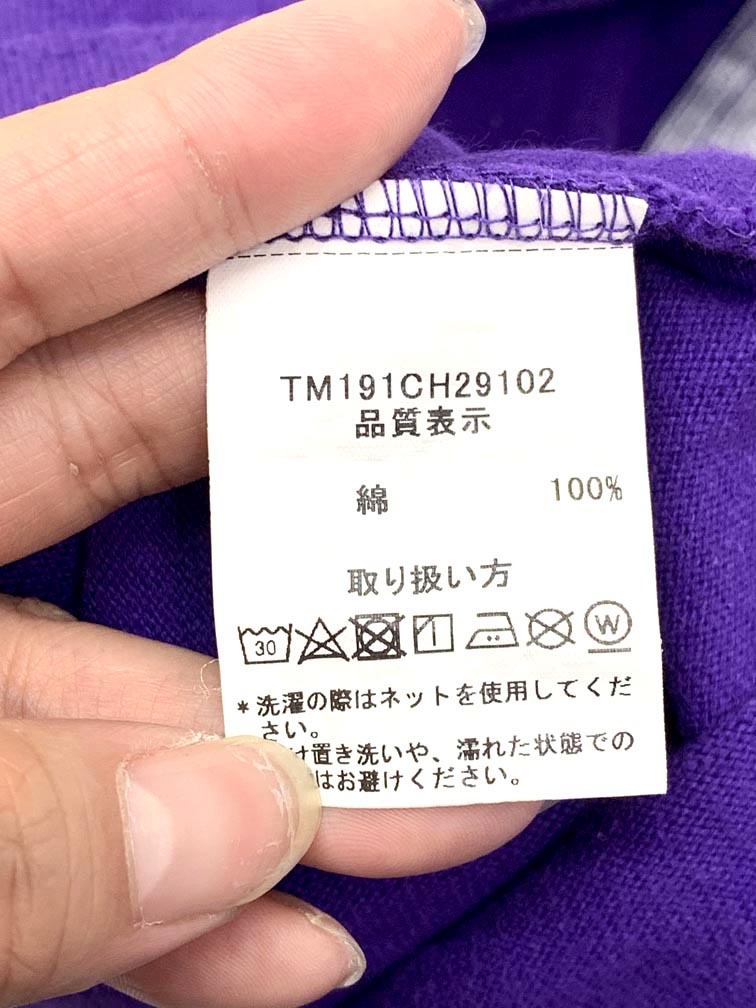 TM191CH29102
品質表示
綿 100%
取り扱い方
30 W
*洗濯の際はネットを使用してくだ
さい。
け置き洗いや、濡れた状態での
はお避けください。